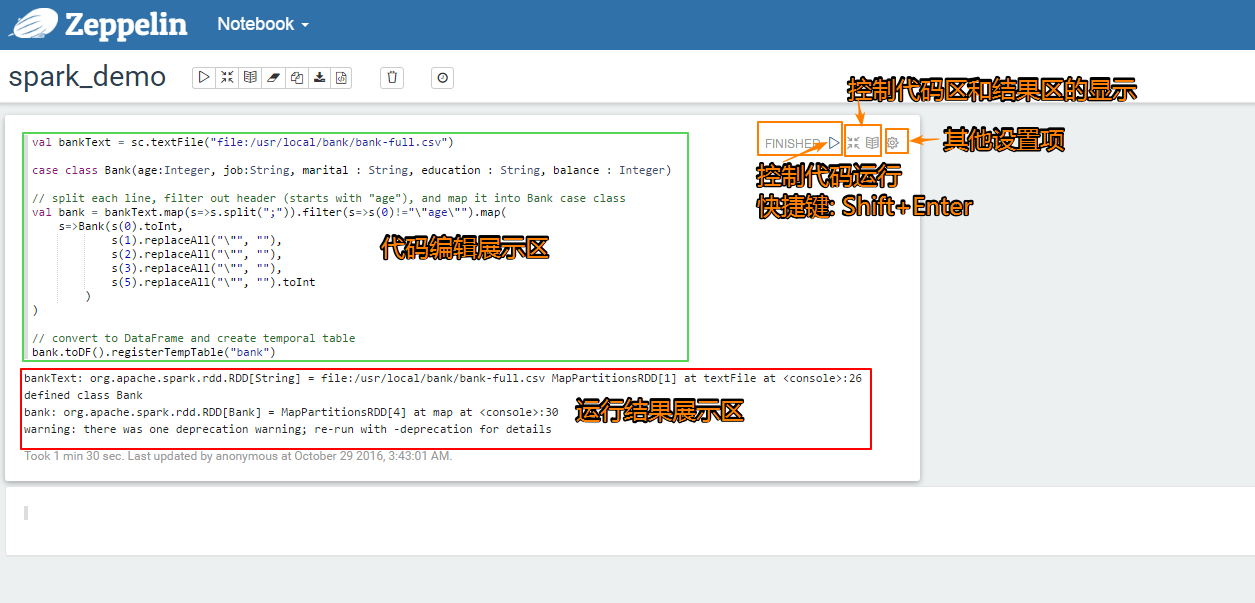 Zeppelin
Notebook
spark_demo
控制代码区和结果区的显示
val bankText = sc.textFile("file:/usr/local/bank/bank-full.csv")
FINISHED
其他设置项
case class Bank(age:Integer, job:String, marital : String, education : String, balance : Integer)
控制代码运行
// split each line, filter out header (starts with "age"), and map it into Bank case class
快捷键: Shift+Enter
val bank = bankText.map(s=>s.split(";")).filter(s=>s(0)!="\"age\"").map(
s=>Bank(s(0).toInt,
s(1).replaceAll("\"", ""),
代码编辑展示区
s(2).replaceAll("\"", ""),
s(3).replaceAll("\"", ""),
s(5).replaceAll("\"", "").toInt
)
)
// convert to DataFrame and create temporal table
bank.toDF().registerTempTable("bank")
bankText: org.apache.spark.rdd.RDD[String] = file:/usr/local/bank/bank-full.csv MapPartitionsRDD[1] at textFile at <console>:26
defined class Bank
bank: org.apache.spark.rdd.RDD[Bank] = MapPartitionsRDD[4] at map at <console>:30
运行结果展示区
warning: there was one deprecation warning; re-run with -deprecation for details
Took 1 min 30 sec. Last updated by anonymous at October 29 2016, 3:43:01 AM.